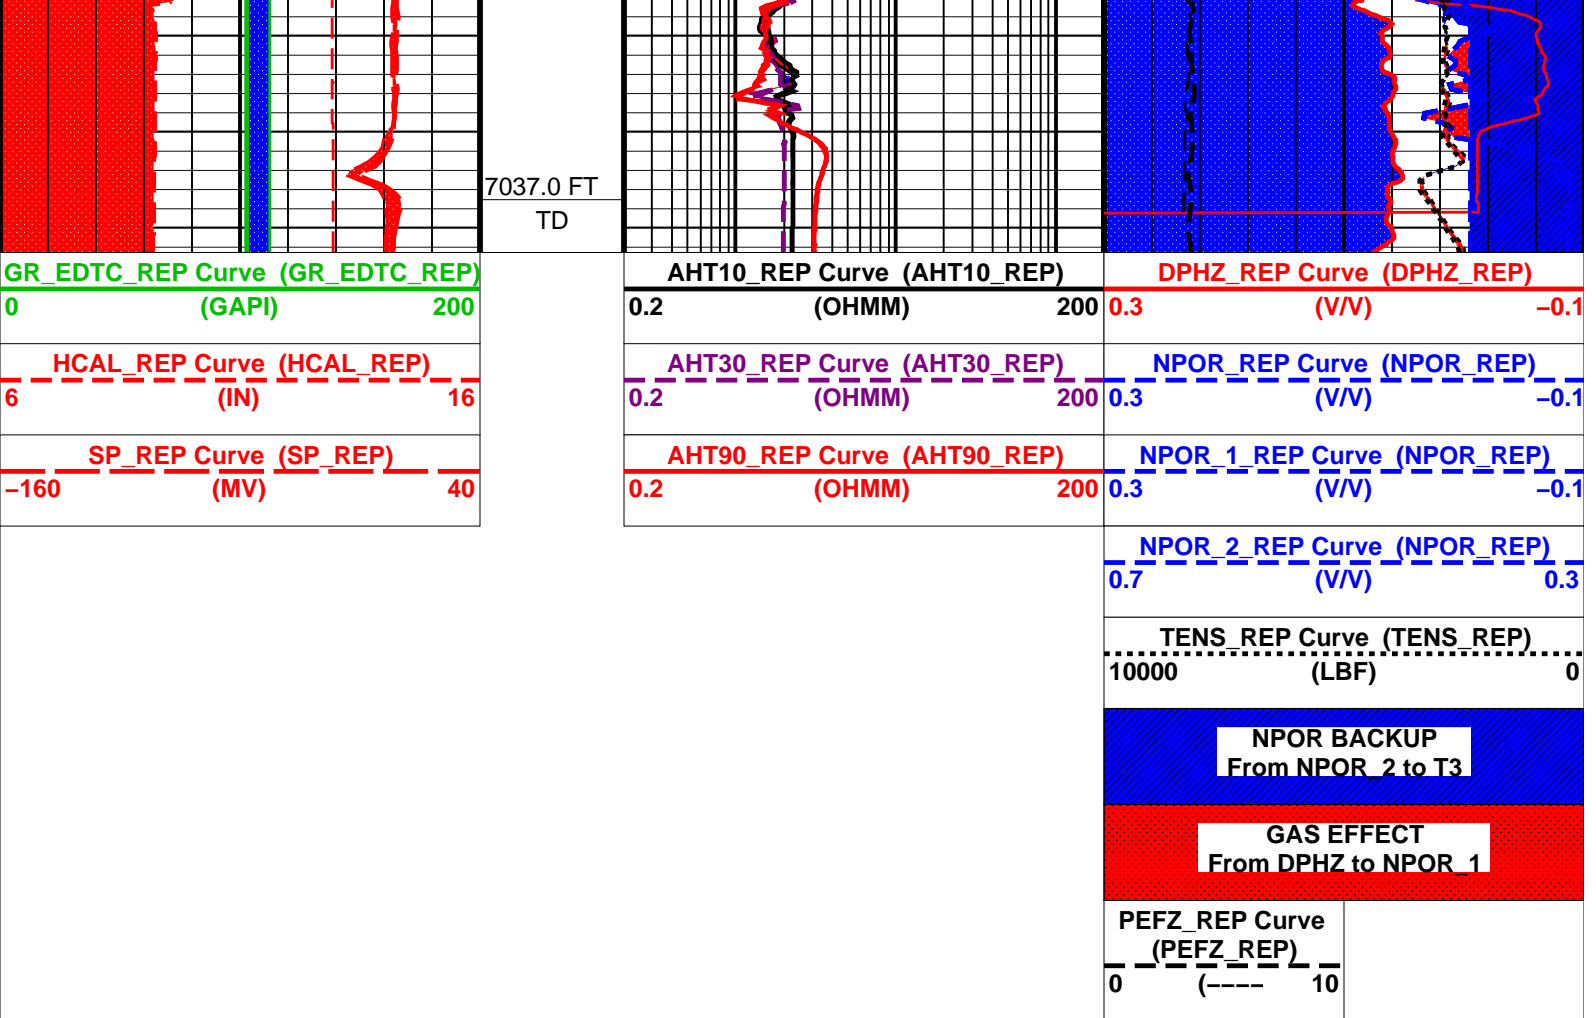 7037.0 FT
TD
GR_EDTC_REP Curve (GR_EDTC_REP)
0 (GAPI) 200
HCAL_REP Curve (HCAL_REP)
6 (IN) 16
SP_REP Curve (SP_REP)
−160 (MV) 40
AHT10_REP Curve (AHT10_REP)
0.2 (OHMM) 200
AHT30_REP Curve (AHT30_REP)
0.2 (OHMM) 200
AHT90_REP Curve (AHT90_REP)
0.2 (OHMM) 200
DPHZ_REP Curve (DPHZ_REP)
0.3 (V/V) −0.1
NPOR_REP Curve (NPOR_REP)
0.3 (V/V) −0.1
NPOR_1_REP Curve (NPOR_REP)
0.3 (V/V) −0.1
NPOR_2_REP Curve (NPOR_REP)
0.7 (V/V) 0.3
TENS_REP Curve (TENS_REP)
10000 (LBF) 0
NPOR BACKUP
From NPOR_2 to T3
GAS EFFECT
From DPHZ to NPOR_1
PEFZ_REP Curve
(PEFZ_REP)
0 (−−−− 10